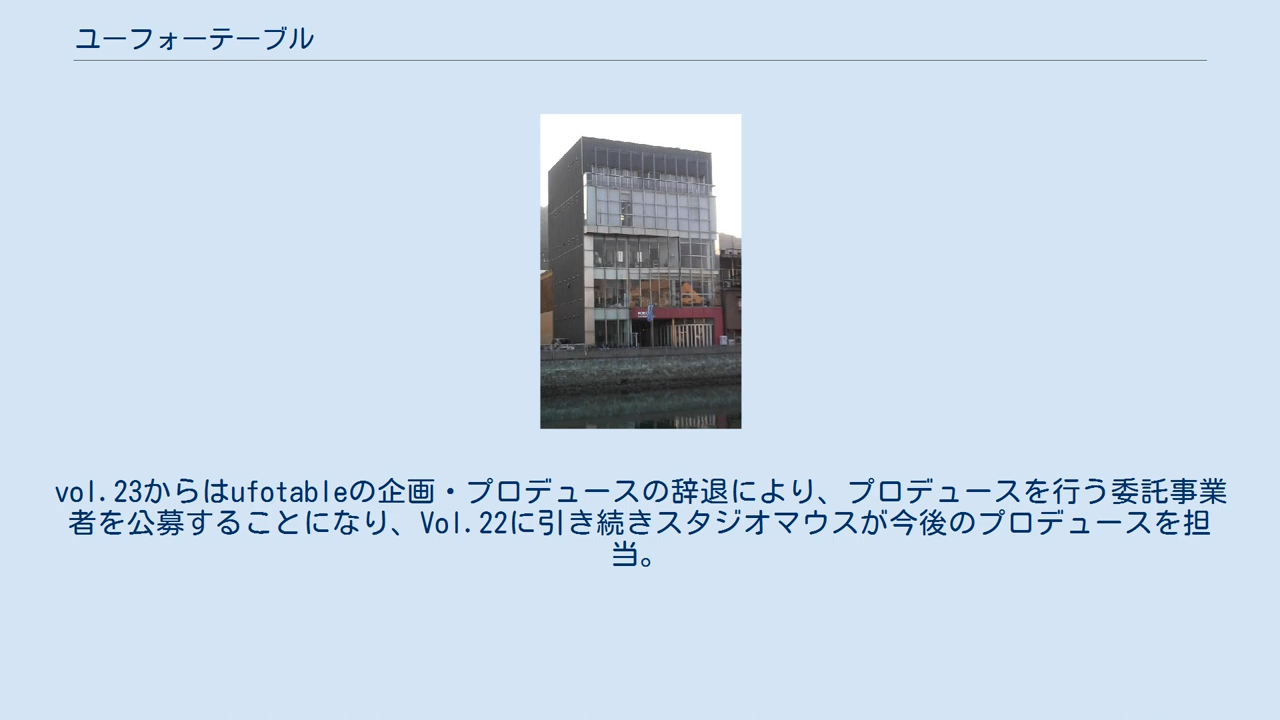 ユーフォーテーブル
vol.23からはufotableの企画・プロデュースの辞退により、プロデュースを行う委託事業
者を公募することになり、Vol.22に引き続きスタジオマウスが今後のプロデュースを担
当。